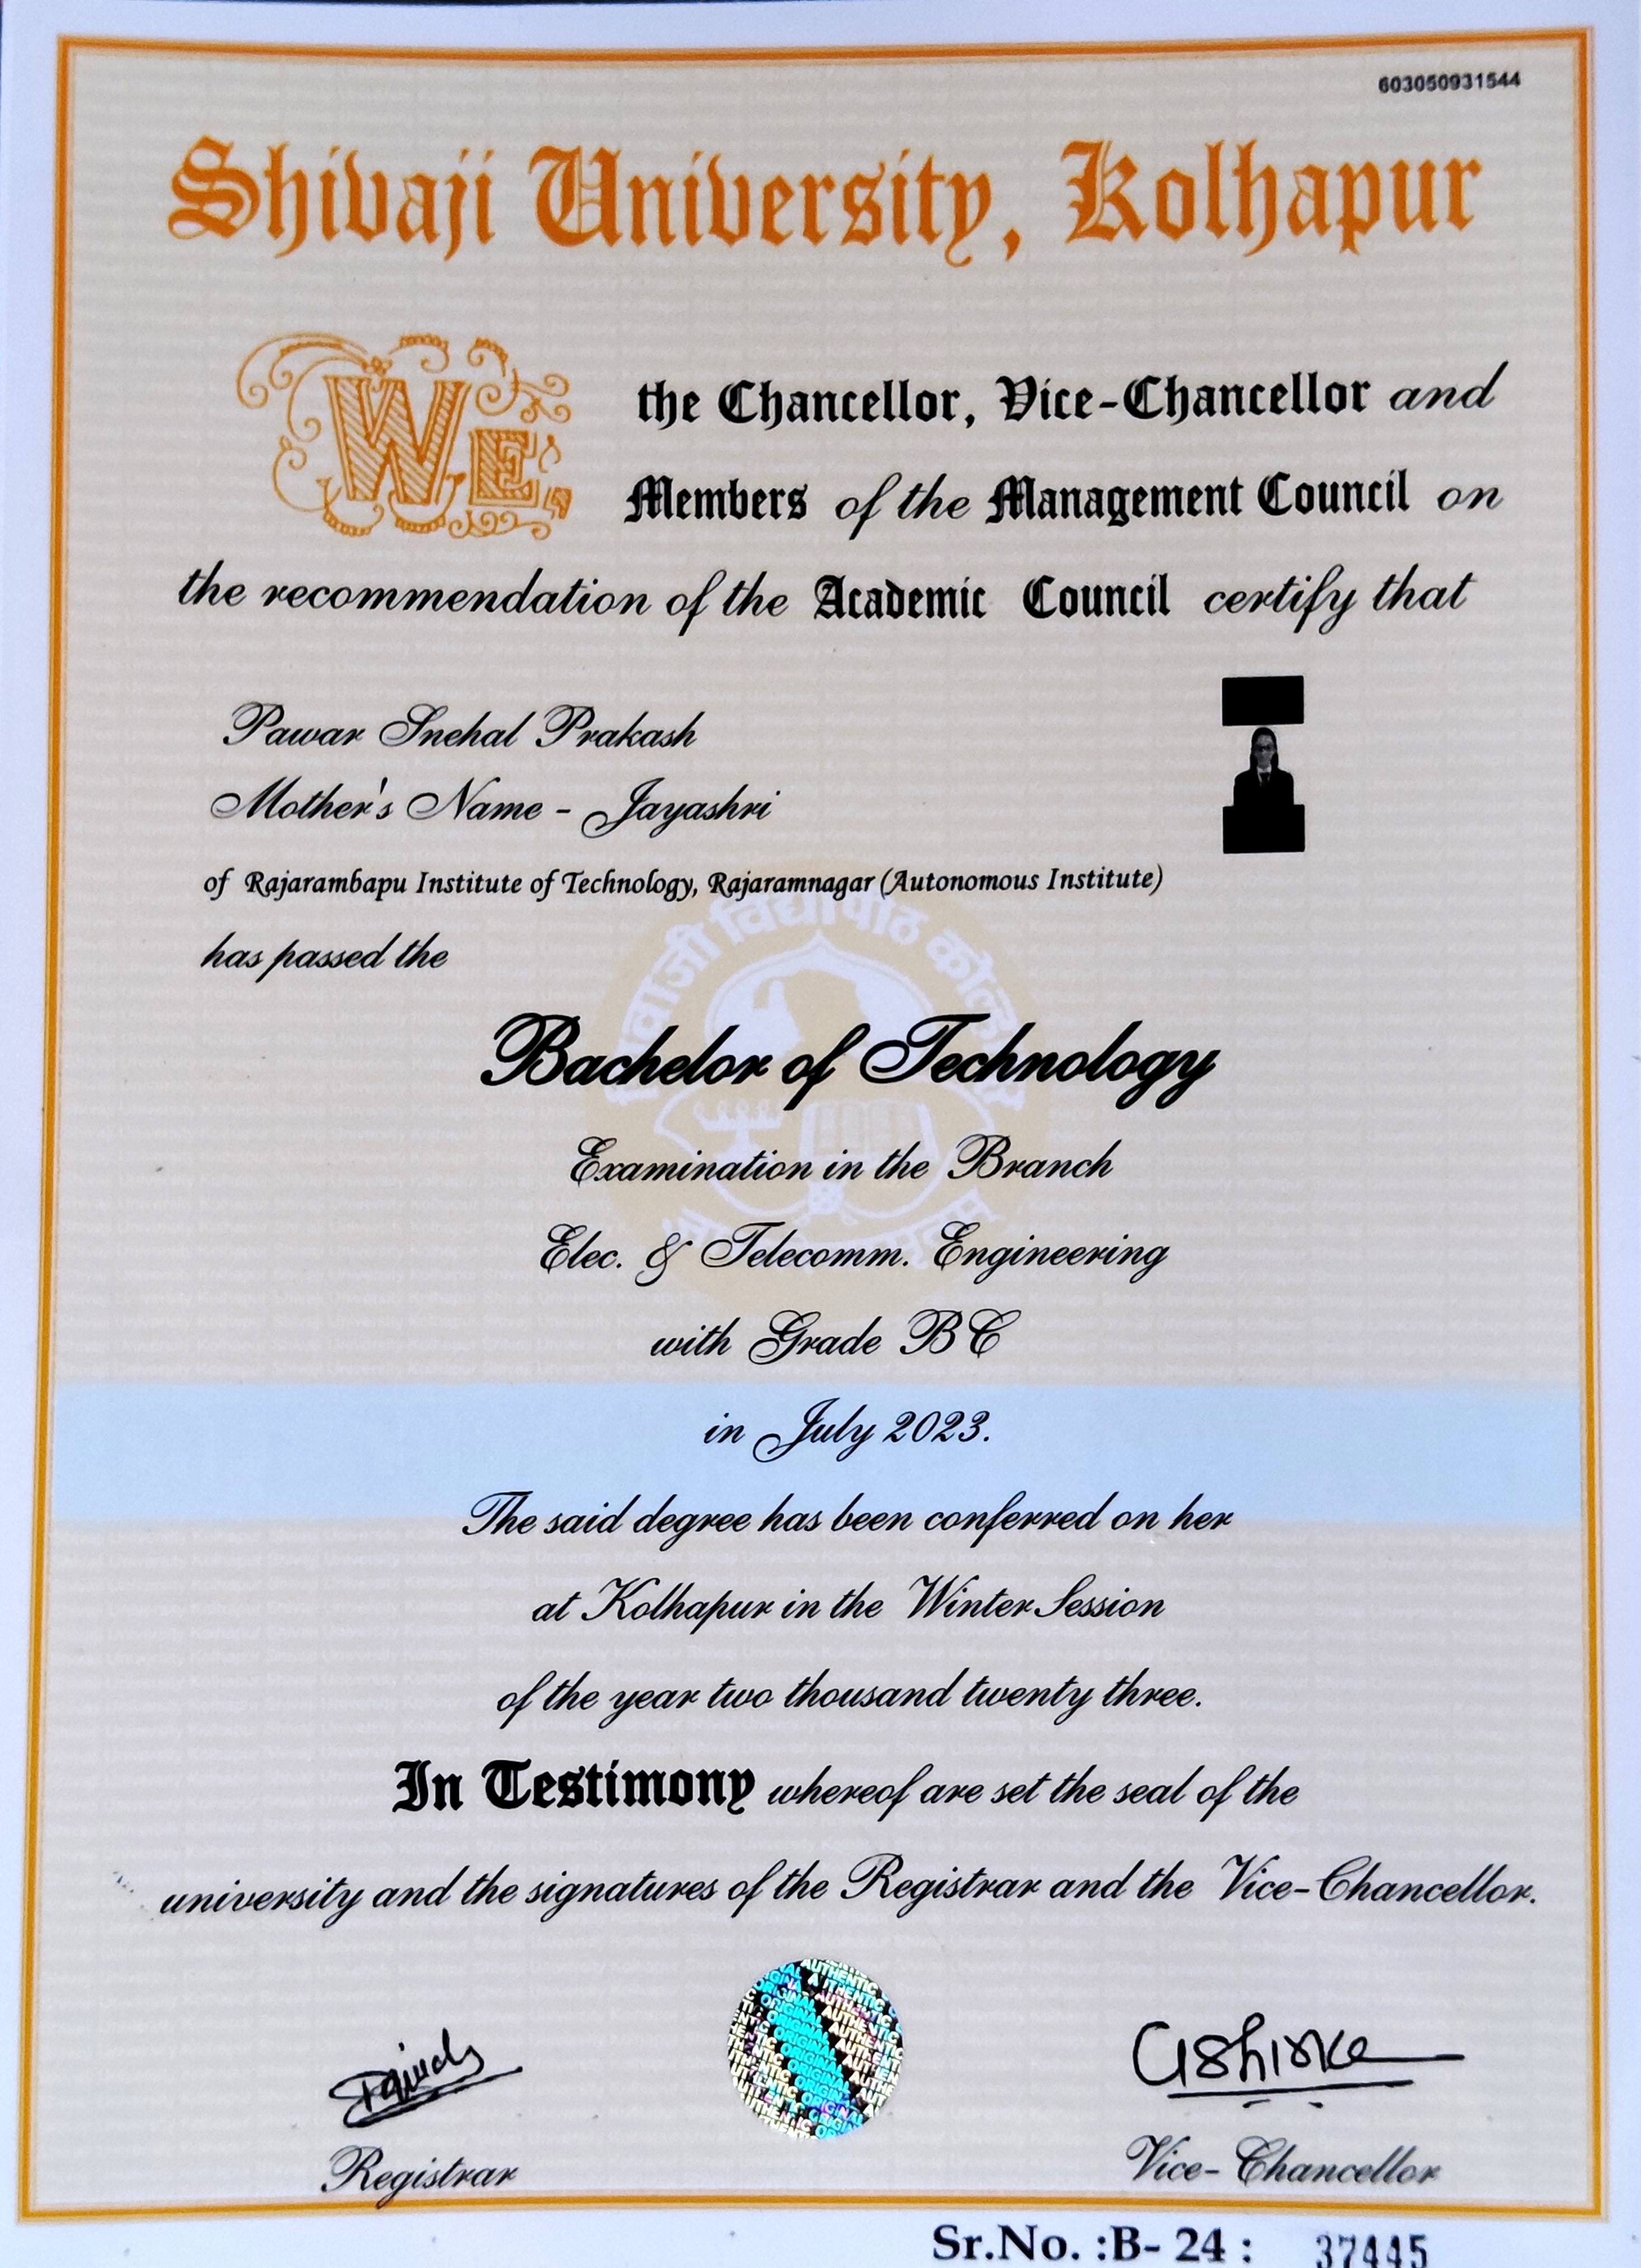 603050931544
Shivaji University, Kolhapur
WE, the Chancellor, Vice-Chancellor and
Members of the Management Council on
the recommendation of the Academic Council certify that
Pawar Snehal Prakash
Mother's Name - Jayashri
of Rajarambapu Institute of Technology, Rajaramnagar (Autonomous Institute)
has passed the
Bachelor of Technology
Examination in the Branch
Elec. & Telecomm. Engineering
with Grade BC
in July 2023.
The said degree has been conferred on her
at Kolhapur in the Winter Session
of the year two thousand twenty three.
In Testimony whereof are set the seal of the
university and the signatures of the Registrar and the Vice-Chancellor.
AUTHENTIC
ORIGINAL
Registrar
Vice-Chancellor
Sr.No. :B- 24 : 37445